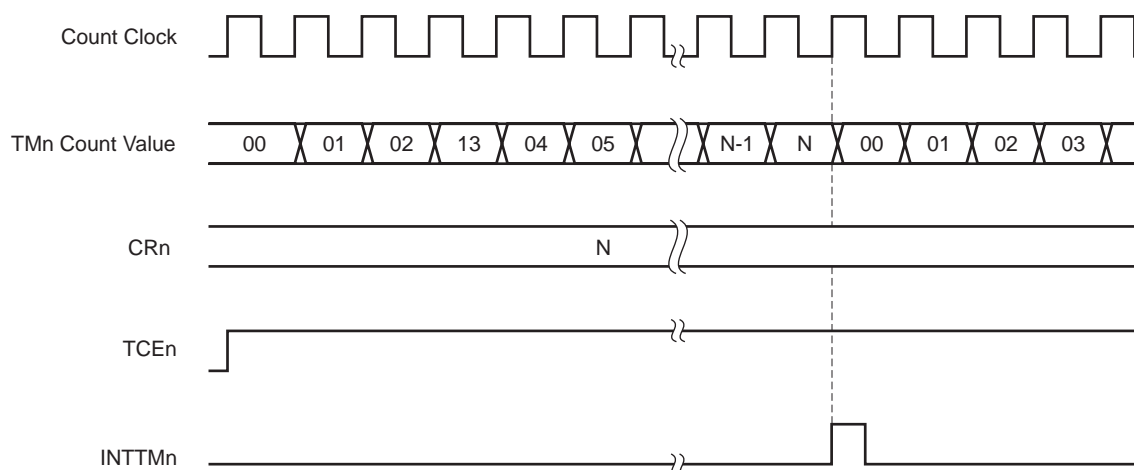 Count Clock
TMn Count Value 00 01 02 13 04 05 N-1 N 00 01 02 03
CRn N
TCEn
INTTMn